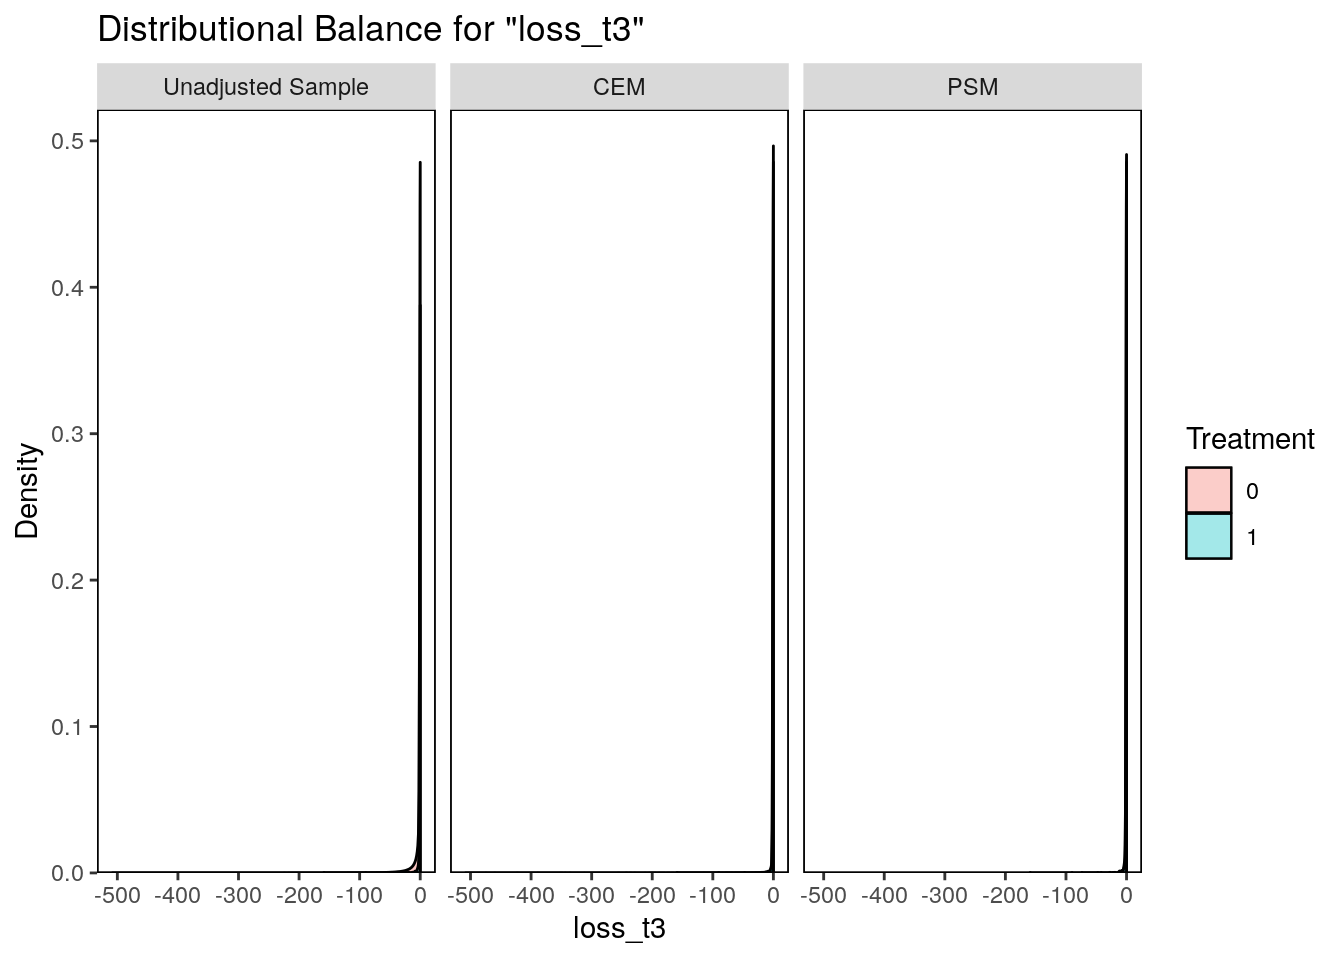 Distributional Balance for "loss_t3"
Unadjusted Sample
CEM
PSM
Density
0.5
0.4
0.3
0.2
0.1
0.0
-500 -400 -300 -200 -100 0
-500 -400 -300 -200 -100 0
-500 -400 -300 -200 -100 0
loss_t3
Treatment
0
1